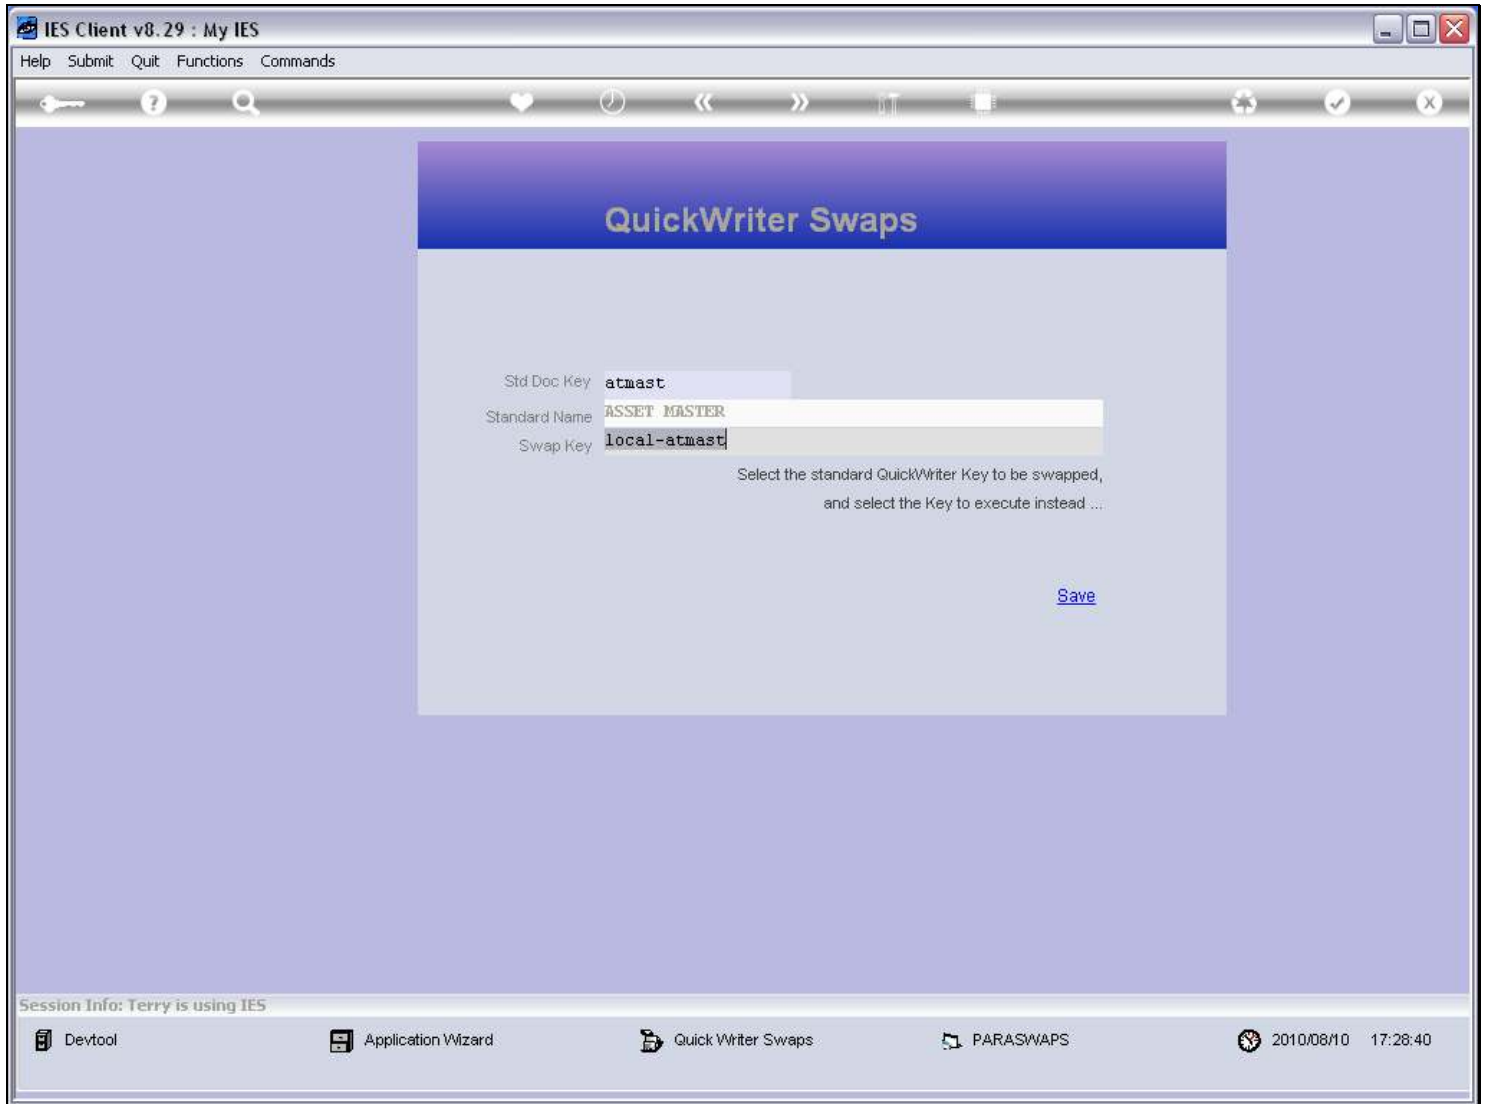 IES Client v8.29 : My IES
Help Submit Quit Functions Commands
QuickWriter Swaps
Std Doc Key atmast
Standard Name ASSET MASTER
Swap Key local-atmast
Select the standard QuickWriter Key to be swapped,
and select the Key to execute instead ...
Save
Session Info: Terry is using IES
Devtool Application Wizard Quick Writer Swaps PARASWAPS 2010/08/10 17:28:40